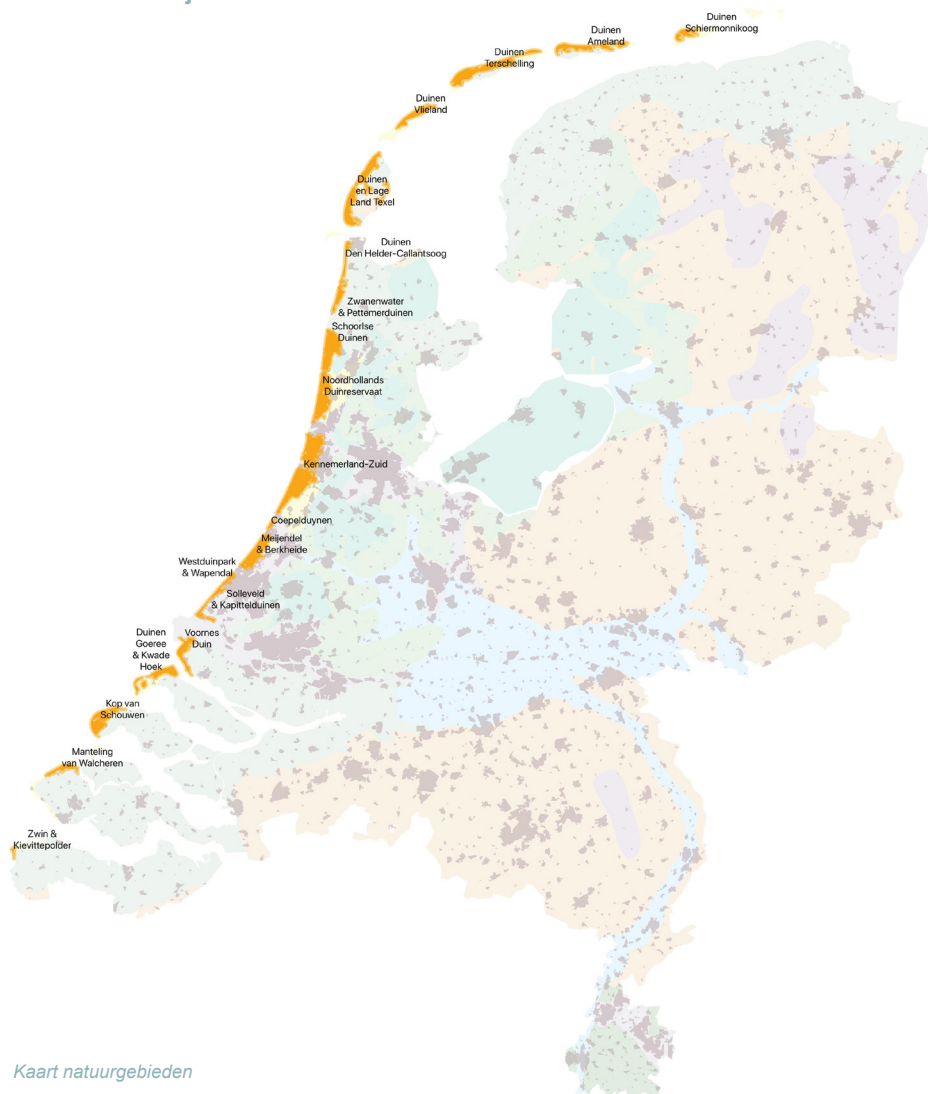 Duinen
Schiermonnikoog
Duinen
Ameland
Duinen
Terschelling
Duinen
Vlieland
Duinen
en Lage
Land Texel
Duinen
Den Helder-Callantsoog
Zwanenwater
& Pettemerduinen
Schoorlse
Duinen
Noordhollands
Duinreservaat
Kennemerland-Zuid
Coepelduynen
Meijendel
& Berkheide
Westduinpark
& Wapendal
Solleveld
& Kapittelduinen
Voornes
Duin
Duinen
Goeree
& Kwade
Hoek
Kop van
Schouwen
Manteling
van Walcheren
Zwin &
Kievittepolder
Kaart natuurgebieden